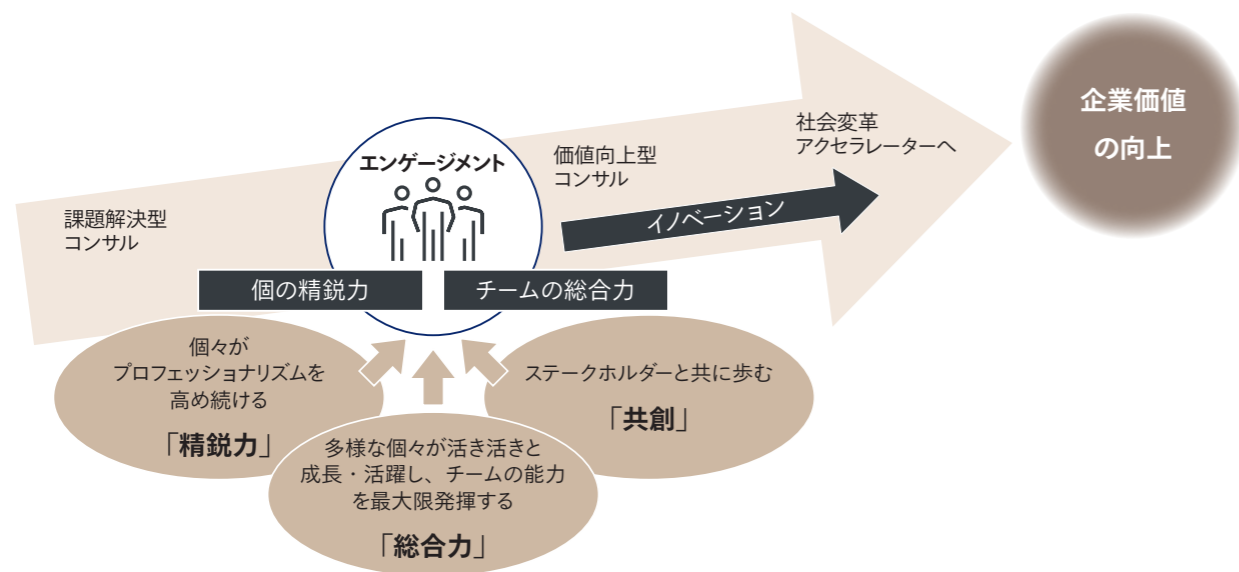 企業価値
の向上
社会変革
アクセラレーターへ
エンゲージメント
価値向上型
コンサル
イノベーション
課題解決型
コンサル
個の精鋭力
チームの総合力
個々が
プロフェッショナリズムを
高め続ける
「精鋭力」
ステークホルダーと共に歩む
「共創」
多様な個々が活き活きと
成長・活躍し、チームの能力
を最大限発揮する
「総合力」